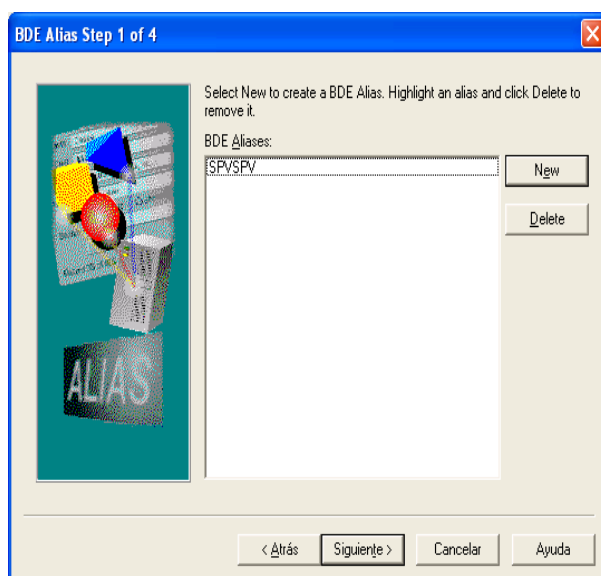 BDE Alias Step 1 of 4
Select New to create a BDE Alias. Highlight an alias and click Delete to
remove it.
BDE Aliases:
SPVSPV
New
Delete
ALIAS
< Atrás
Siguiente >
Cancelar
Ayuda